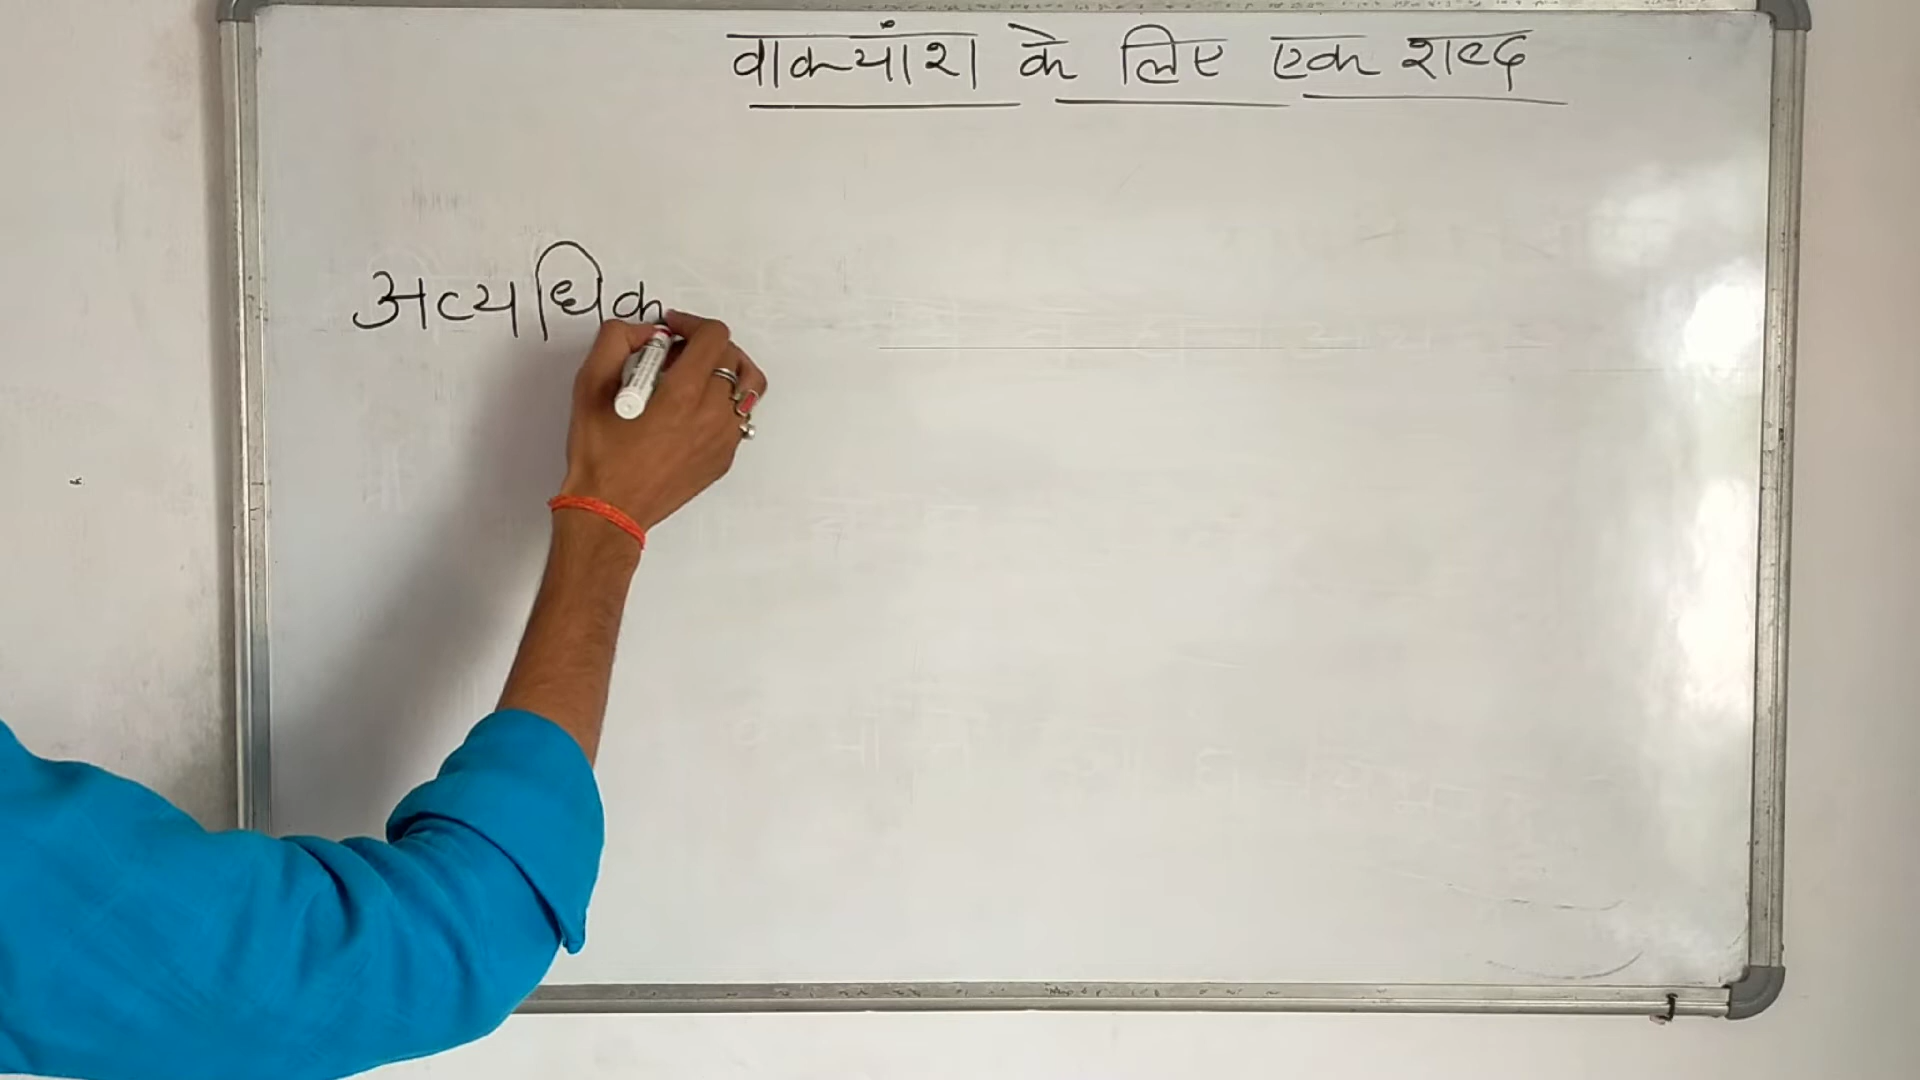 वाक्यांश के लिए एक शब्द
अत्यधिक